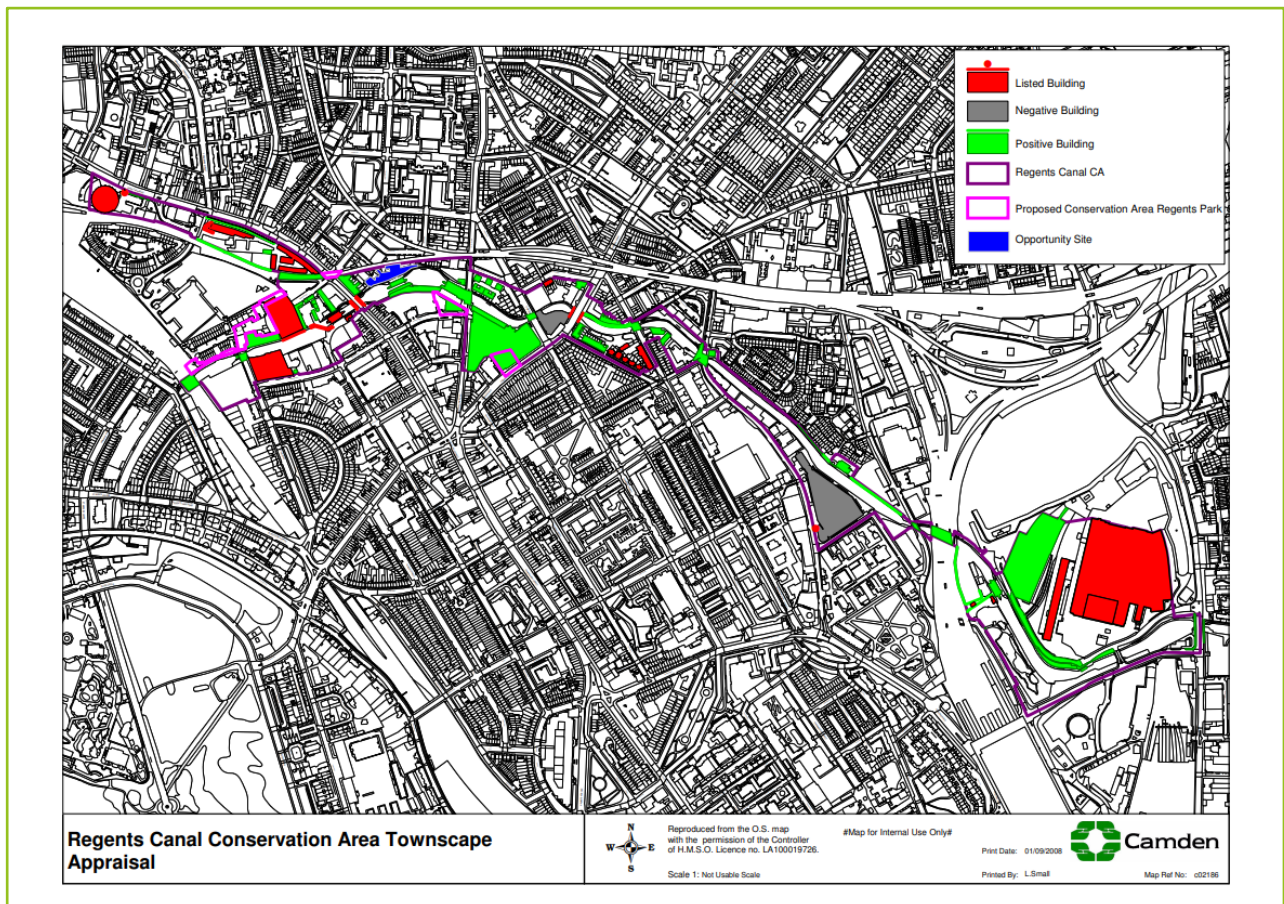 Listed Building
Negative Building
Positive Building
Regents Canal CA
Proposed Conservation Area Regents Park
Opportunity Site
Regents Canal Conservation Area Townscape
Appraisal
N
W E
S
Reproduced from the O.S. map
with the permission of the Controller
of H.M.S.O. Licence no. LA100019726.
Scale 1: Not Usable Scale
#Map for Internal Use Only#
Print Date: 01/09/2008
Printed By: L.Small
Camden
Map Ref No: c02186